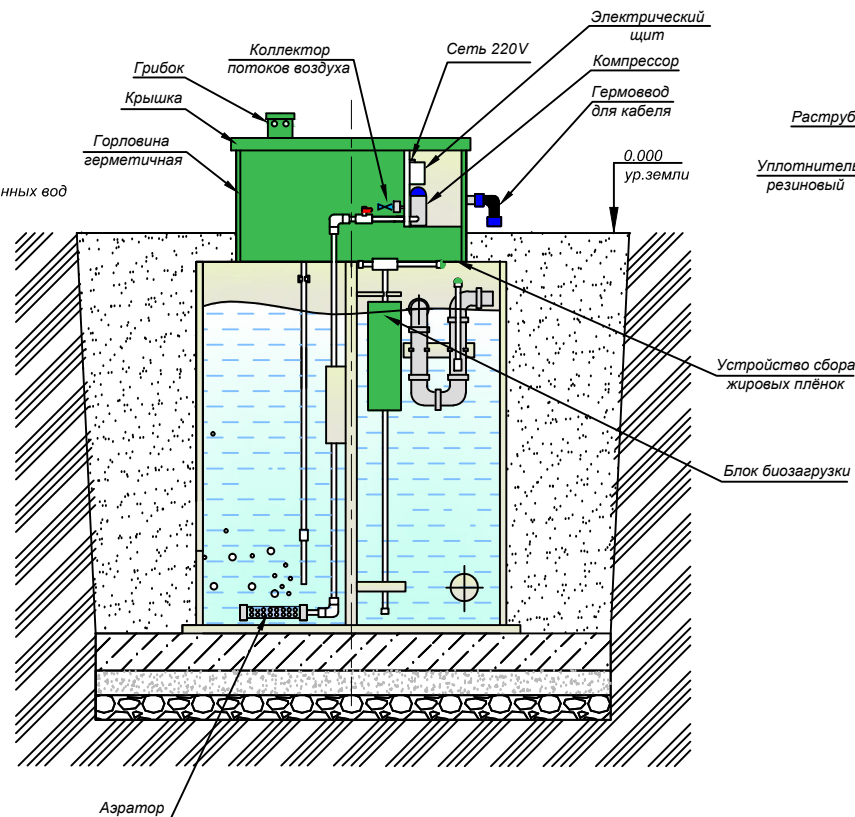 Электрический
щит
Коллектор
потоков воздуха
Сеть 220V
Компрессор
Грибок
Крышка
Гермоввод
для кабеля
Раструб
Горловина
герметичная
0.000
ур.земли
Уплотнитель
резиновый
нных вод
Устройство сбора
жировых плёнок
Блок биозагрузки
Аэратор